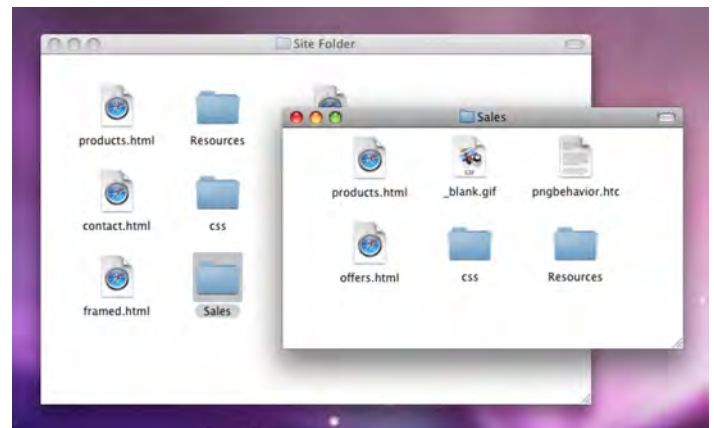 Site Folder
products.html
Resources
contact.html
css
framed.html
Sales
Sales
products.html
_blank.gif
pngbehavior.htc
GIF
offers.html
css
Resources